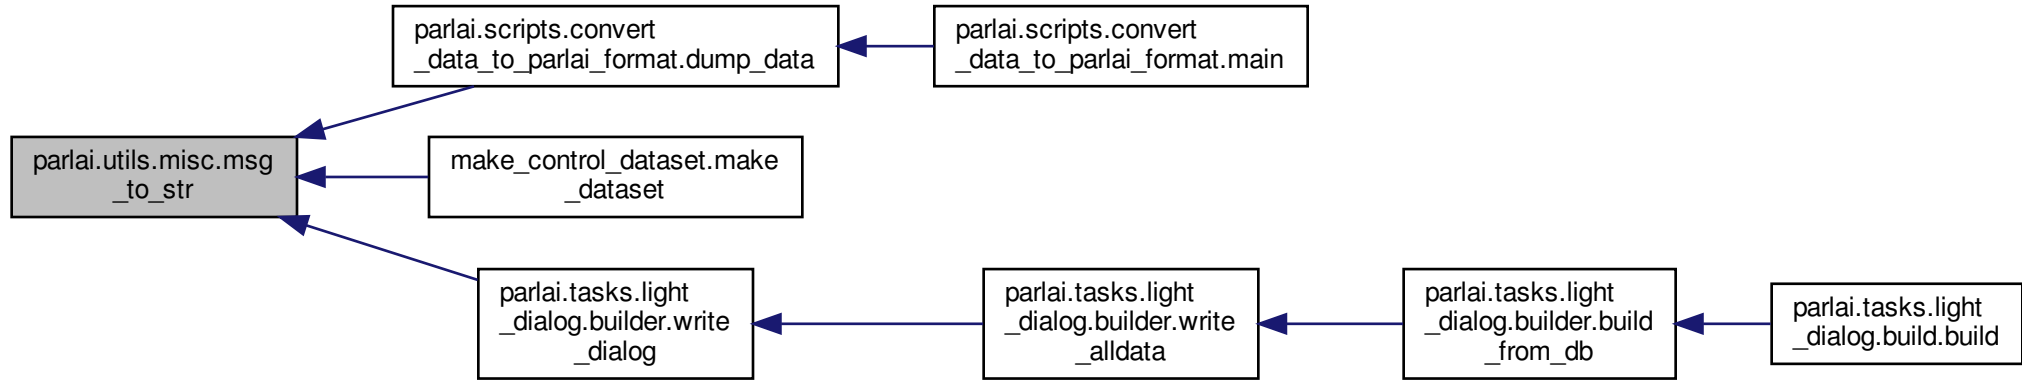 parlai.scripts.convert
_data_to_parlai_format.dump_data
parlai.scripts.convert
_data_to_parlai_format.main
parlai.utils.misc.msg
_to_str
make_control_dataset.make
_dataset
parlai.tasks.light
_dialog.builder.write
_dialog
parlai.tasks.light
_dialog.builder.write
_alldata
parlai.tasks.light
_dialog.builder.build
_from_db
parlai.tasks.light
_dialog.build.build